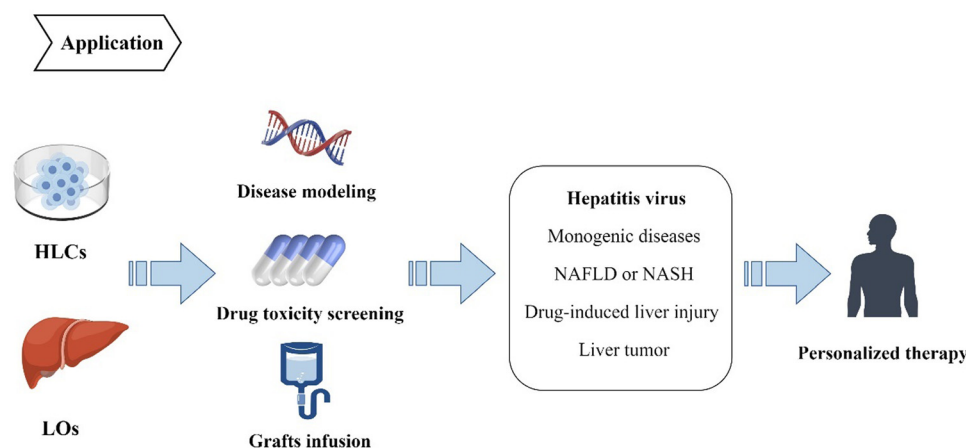 Application
HLCs
LOs
Disease modeling
Drug toxicity screening
Grafts infusion
Hepatitis virus
Monogenic diseases
NAFLD or NASH
Drug-induced liver injury
Liver tumor
Personalized therapy